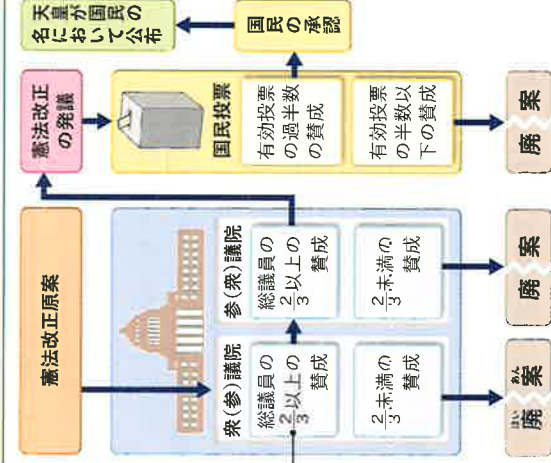 憲法改正原案
衆(参)議院
総議員の
2/3以上の
賛成
2/3未満の
賛成
はい あん
廃 案
参(衆)議院
総議員の
2/3以上の
賛成
2/3未満の
賛成
廃 案
憲法改正
の発議
国民投票
有効投票
の過半数
の賛成
有効投票
の半数以
下の賛成
廃 案
国民の承認
天皇が国民の
名において公布